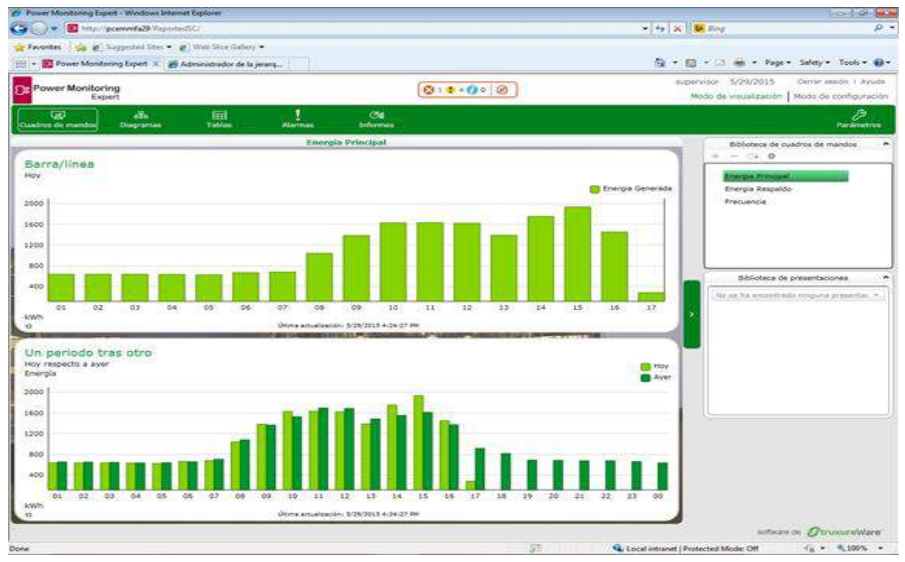 Power Monitoring Expert - Windows Internet Explorer
http://pcemmfa29/ReportesISC/
Bing
Favorites Suggested Sites Web Slice Gallery
Power Monitoring Expert Administrador de la jerarq...
Page Safety Tools
Power Monitoring
Expert
supervisor 5/29/2015 Cerrar sesión | Ayuda
Modo de visualización | Modo de configuración
Cuadros de mandos Diagramas Tablas Alarmas Informes Parámetros
Energia Principal
Biblioteca de cuadros de mandos
Barra/línea
Hoy
Energia Generada
Energia Principal
Energia Respaldo
Frecuencia
2000
1600
1200
800
400
01 02 03 04 05 06 07 08 09 10 11 12 13 14 15 16 17
kWh
Última actualización: 5/29/2015 4:24:27 PM
Biblioteca de presentaciones
No se ha encontrado ninguna presentac
Un periodo tras otro
Hoy respecto a ayer
Energía
Hoy
Ayer
2000
1600
1200
800
400
01 02 03 04 05 06 07 08 09 10 11 12 13 14 15 16 17 18 19 20 21 22 23 00
kWh
Última actualización: 5/29/2015 4:24:27 PM
software de StruxureWare
Done
Local intranet | Protected Mode: Off
100%